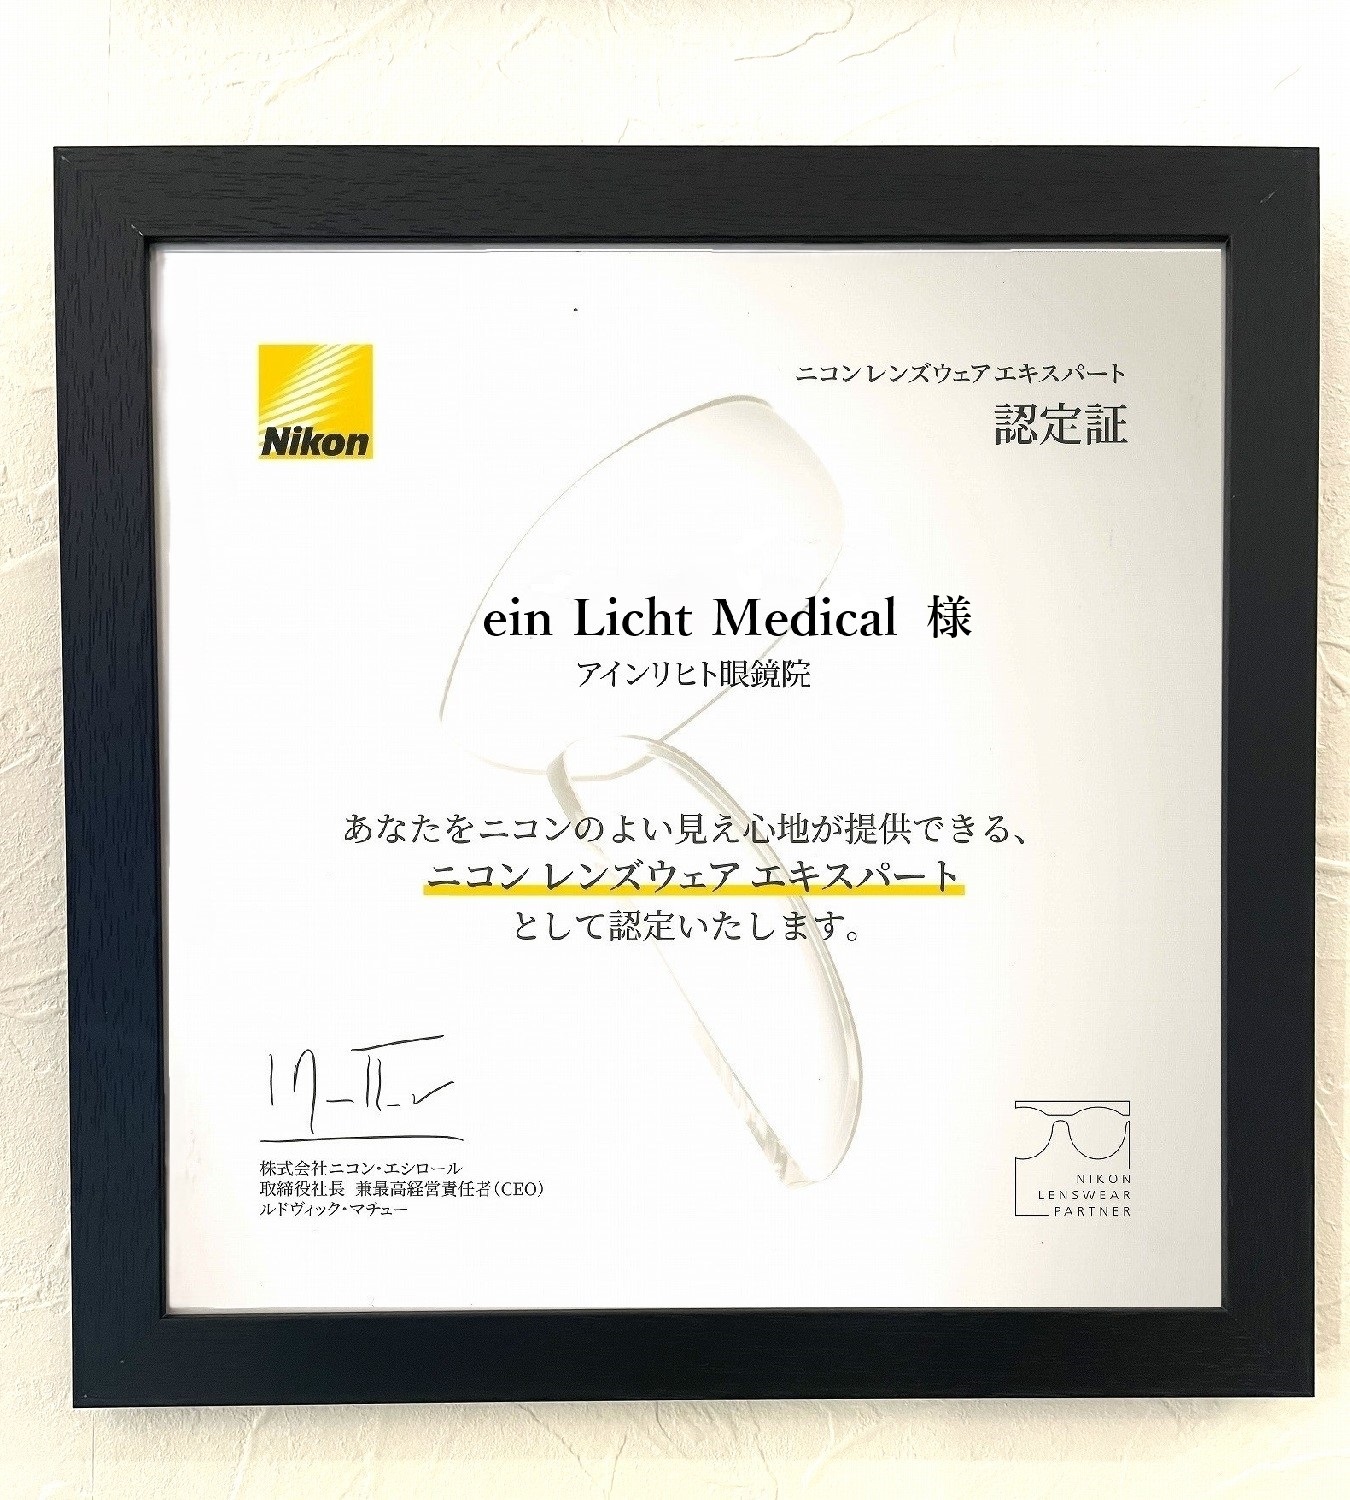 Nikon
ニコン レンズウェア エキスパート
認定証
ein Licht Medical 様
アインリヒト眼鏡院
あなたをニコンのよい見え心地が提供できる、
ニコン レンズウェア エキスパート
として認定いたします。
株式会社ニコン・エシロール
取締役社長 兼最高経営責任者(CEO)
ルドヴィック・マチュー
NIKON
LENSWEAR
PARTNER